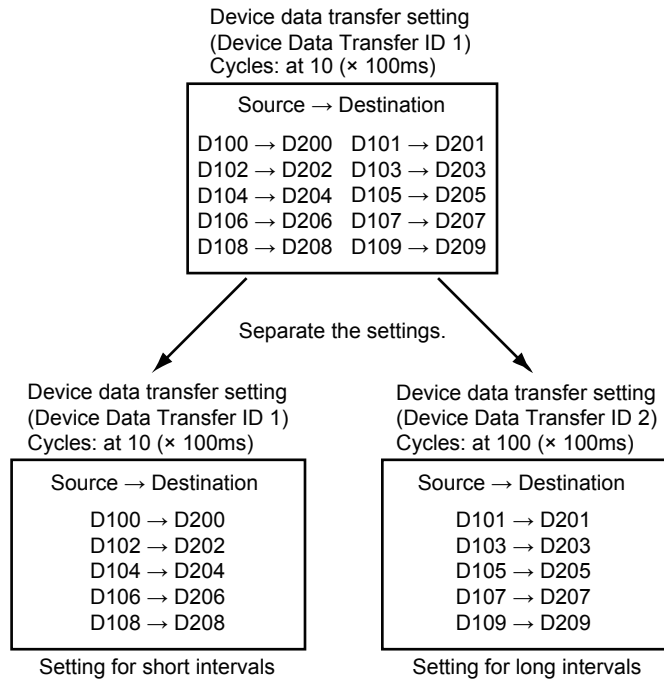 Device data transfer setting
(Device Data Transfer ID 1)
Cycles: at 10 (× 100ms)
Source → Destination
D100 → D200 D101 → D201
D102 → D202 D103 → D203
D104 → D204 D105 → D205
D106 → D206 D107 → D207
D108 → D208 D109 → D209
Separate the settings.
Device data transfer setting
(Device Data Transfer ID 1)
Cycles: at 10 (× 100ms)
Source → Destination
D100 → D200
D102 → D202
D104 → D204
D106 → D206
D108 → D208
Setting for short intervals
Device data transfer setting
(Device Data Transfer ID 2)
Cycles: at 100 (× 100ms)
Source → Destination
D101 → D201
D103 → D203
D105 → D205
D107 → D207
D109 → D209
Setting for long intervals